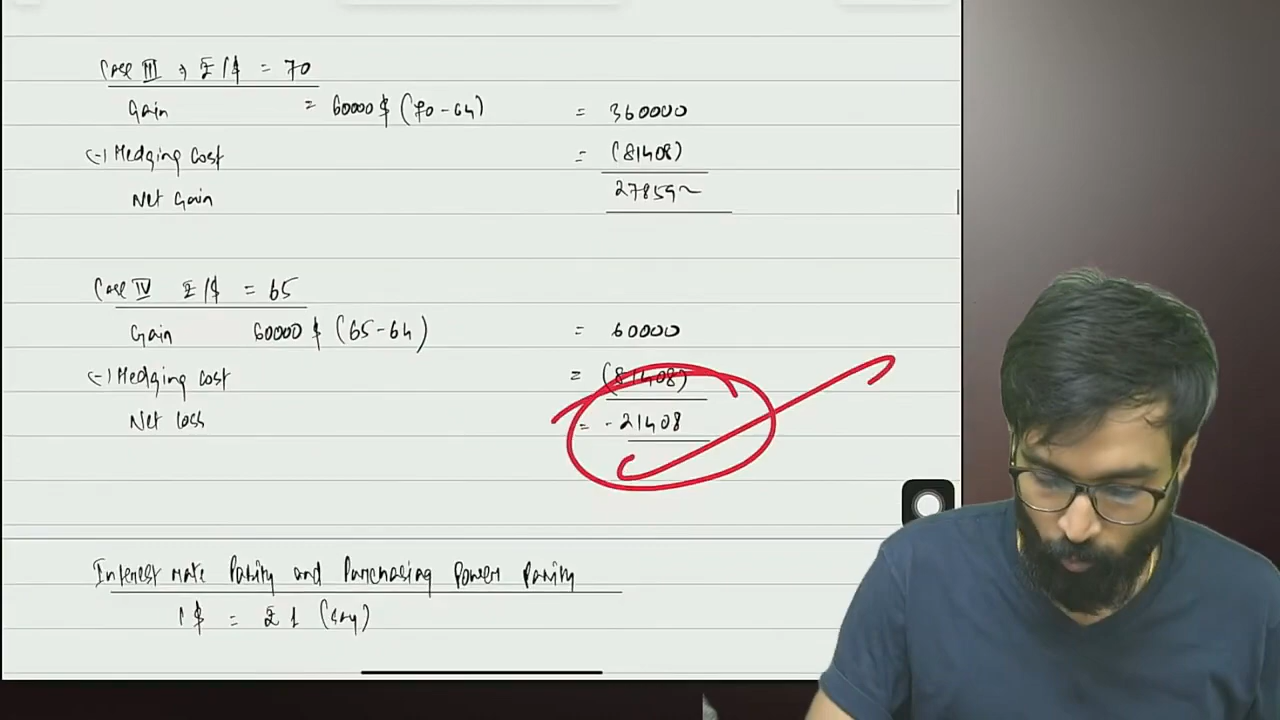 Case III → ₹/$ = 70
Gain = 60000$ (70-64) = 360000
(-) Hedging Cost = (81408)
Net Gain 278592
Case IV ₹/$ = 65
Gain 60000$ (65-64) = 60000
(-) Hedging Cost = (81408)
Net Loss = -21408
Interest rate Parity and Purchasing Power Parity
1$ = ₹1 (say)